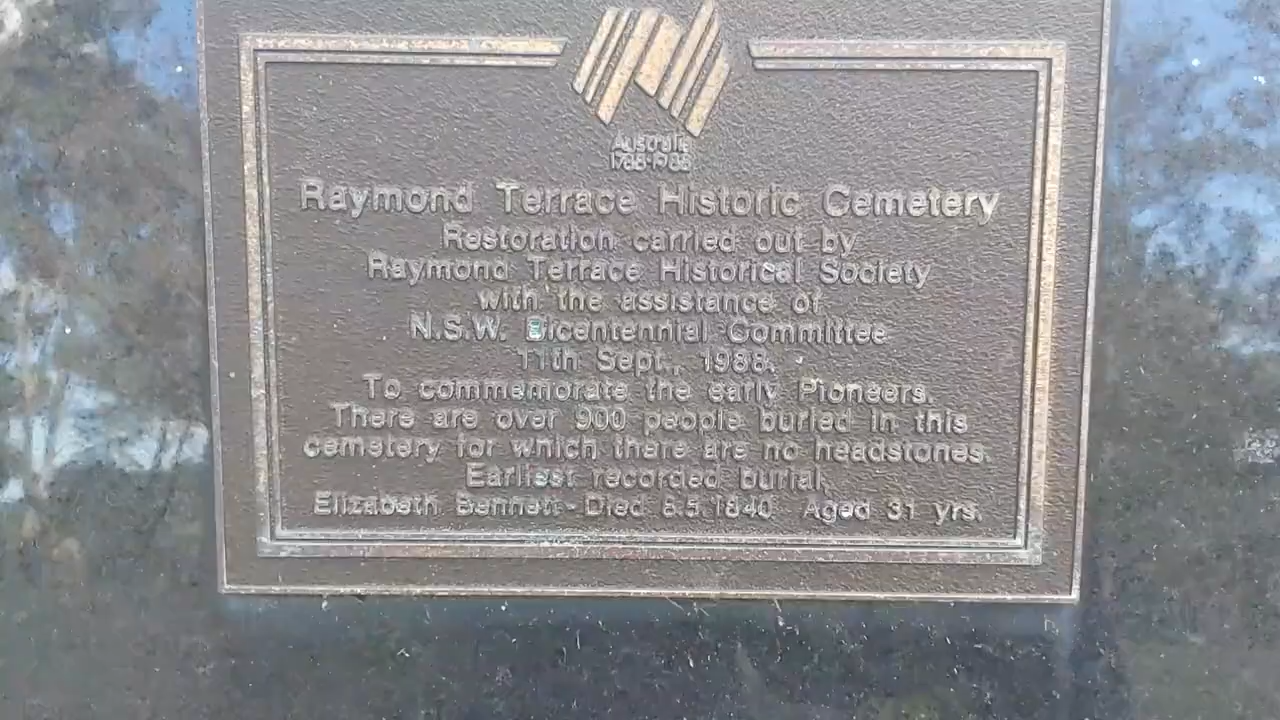 Australia
1788-1988
Raymond Terrace Historic Cemetery
Restoration carried out by
Raymond Terrace Historical Society
with the assistance of
N.S.W. Bicentennial Committee
11th Sept., 1988.
To commemorate the early Pioneers.
There are over 900 people buried in this
cemetery for which there are no headstones.
Earliest recorded burial,
Elizabeth Bennett - Died 8.5.1840 Aged 31 yrs.